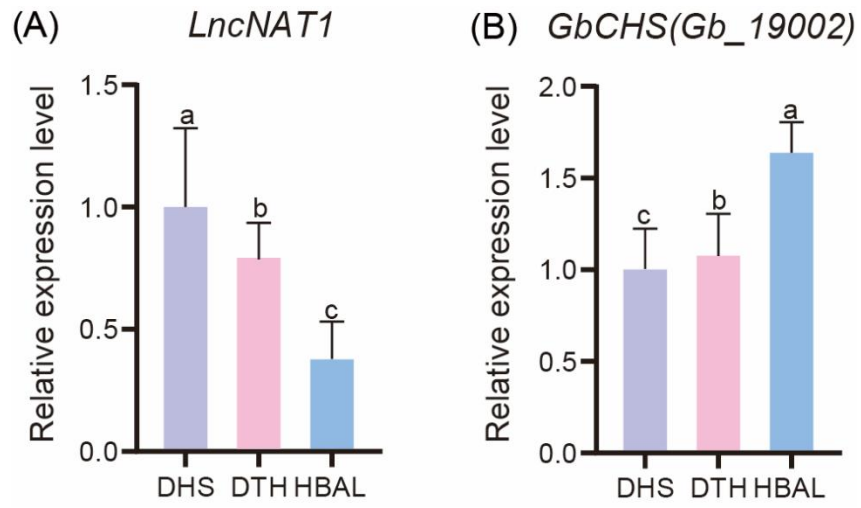 (A) LncNAT1
Relative expression level
1.5
1.0
0.5
0.0
a
b
c
DHS DTH HBAL
(B) GbCHS(Gb_19002)
Relative expression level
2.0
1.5
1.0
0.5
0.0
c
b
a
DHS DTH HBAL